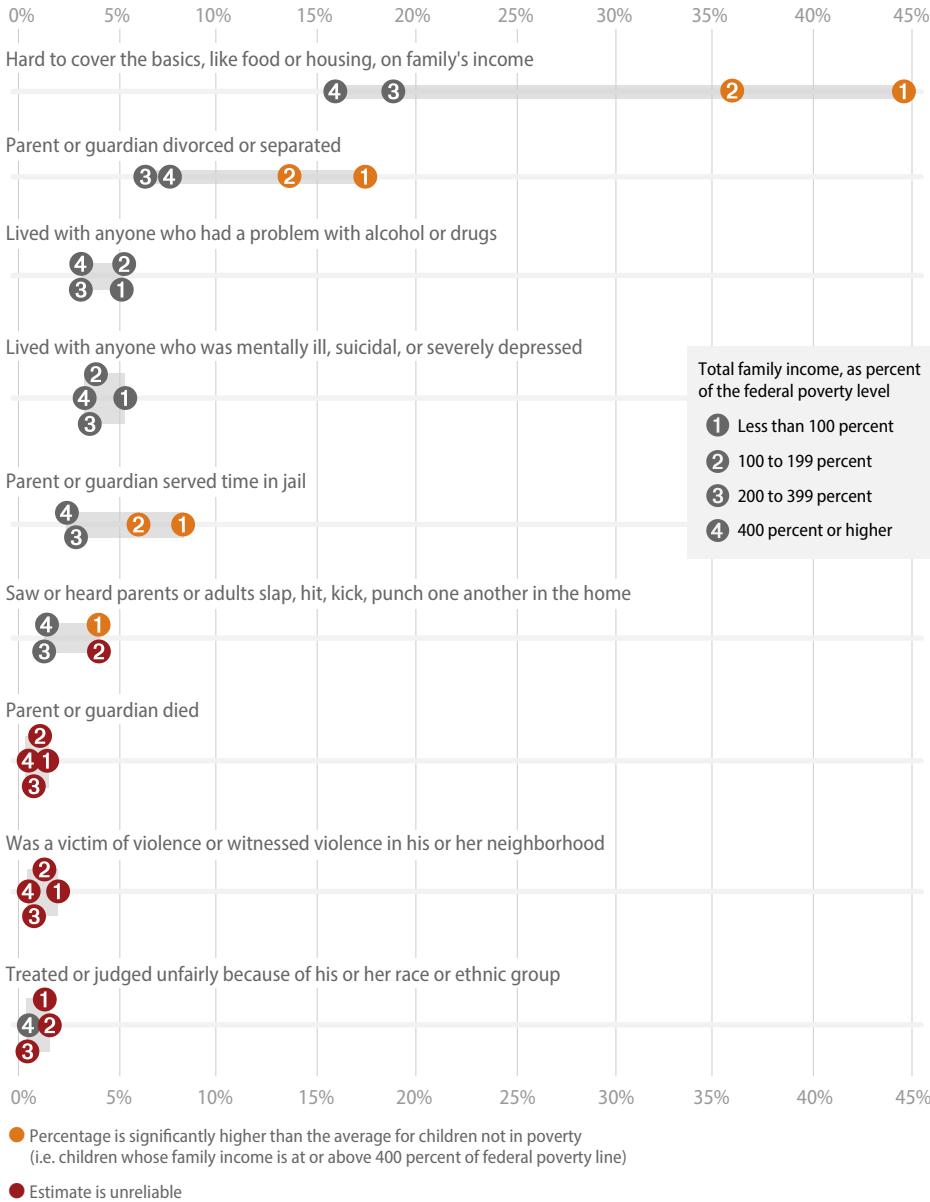 0% 5% 10% 15% 20% 25% 30% 35% 40% 45%
Hard to cover the basics, like food or housing, on family's income
4 3 2 1
Parent or guardian divorced or separated
3 4 2 1
Lived with anyone who had a problem with alcohol or drugs
4 2
3 1
Lived with anyone who was mentally ill, suicidal, or severely depressed
2
4 1
3
Total family income, as percent
of the federal poverty level
1 Less than 100 percent
2 100 to 199 percent
3 200 to 399 percent
4 400 percent or higher
Parent or guardian served time in jail
4
2 1
3
Saw or heard parents or adults slap, hit, kick, punch one another in the home
4 1
3 2
Parent or guardian died
2
4 1
3
Was a victim of violence or witnessed violence in his or her neighborhood
2
4 1
3
Treated or judged unfairly because of his or her race or ethnic group
1
4 2
3
0% 5% 10% 15% 20% 25% 30% 35% 40% 45%
Percentage is significantly higher than the average for children not in poverty
(i.e. children whose family income is at or above 400 percent of federal poverty line)
Estimate is unreliable